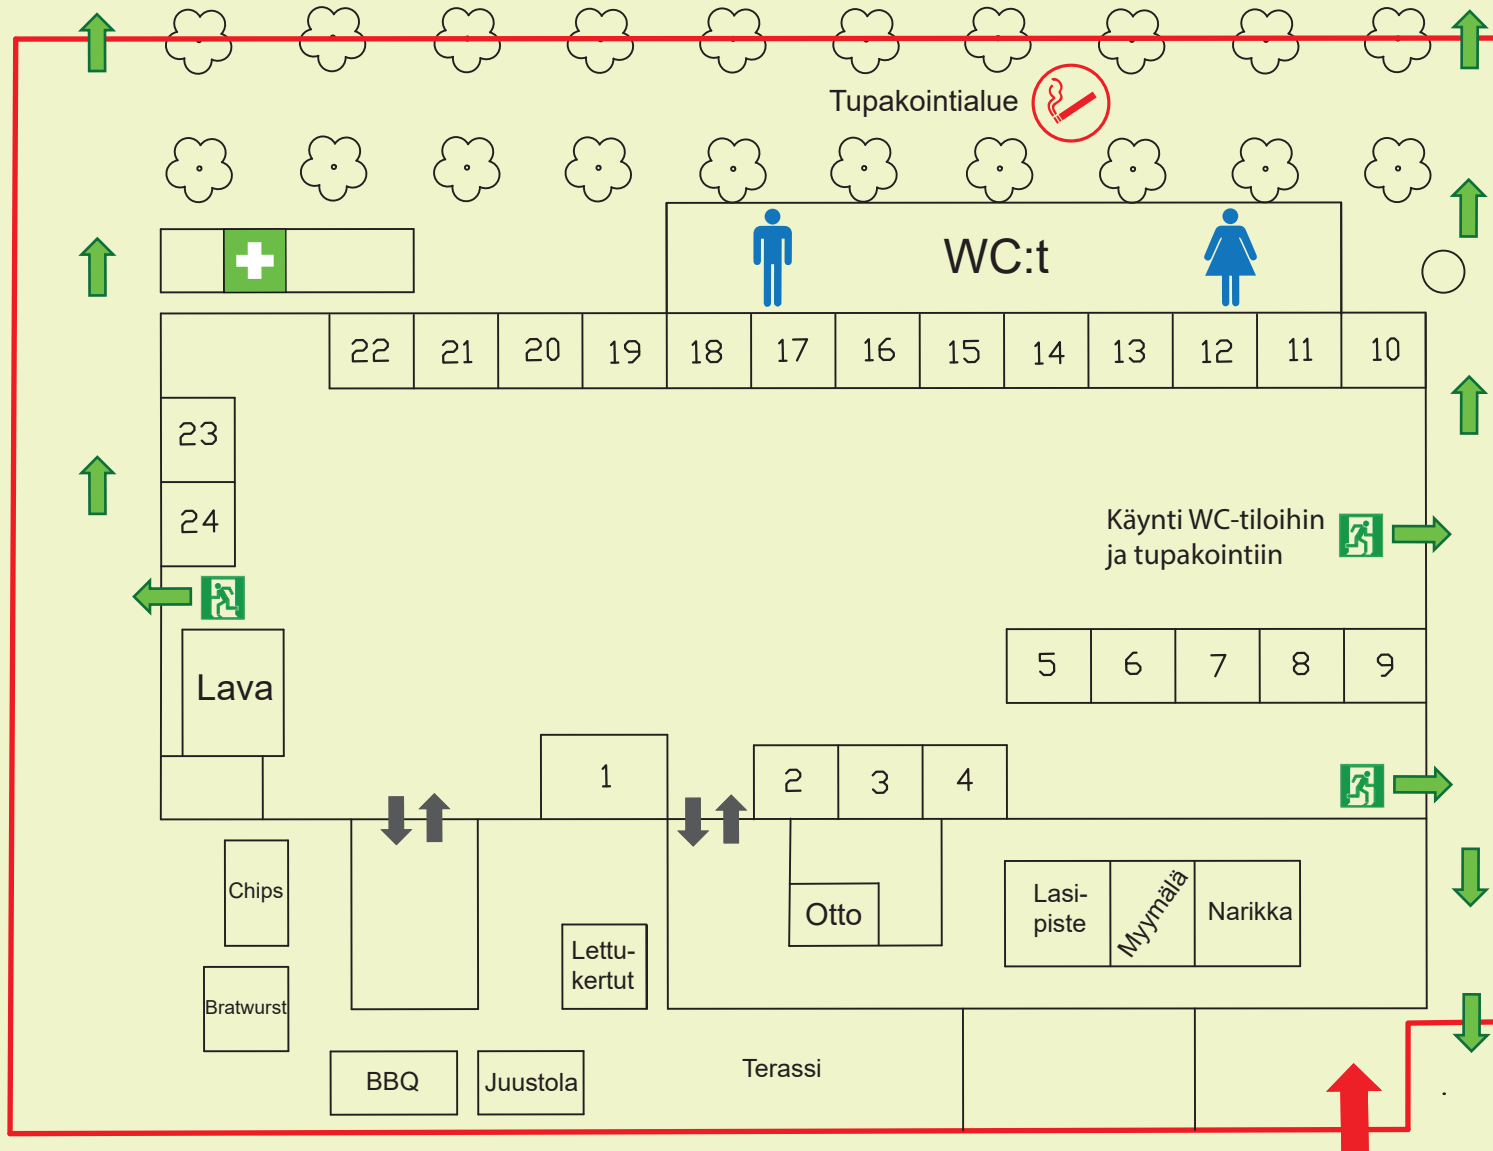 Tupakointialue
WC:t
22 21 20 19 18 17 16 15 14 13 12 11 10
23
24
Käynti WC-tiloihin
ja tupakointiin
5 6 7 8 9
Lava
1 2 3 4
Chips
Lasi-
piste
Myymälä
Narikka
Otto
Lettu-
kertut
Bratwurst
BBQ
Juustola
Terassi